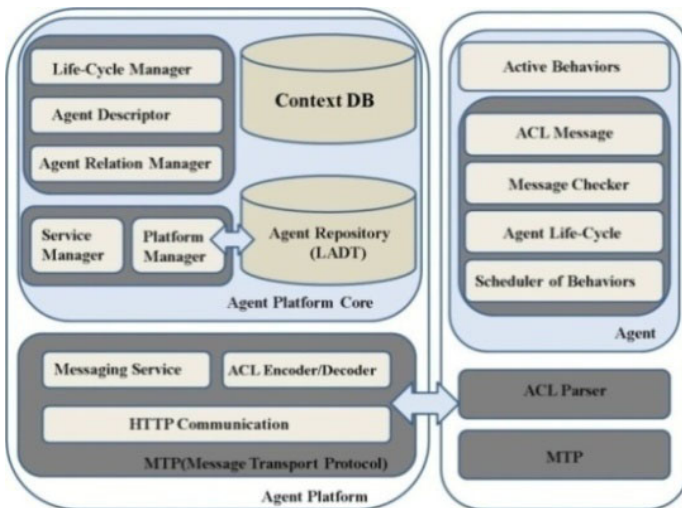 Life-Cycle Manager
Agent Descriptor
Agent Relation Manager
Context DB
Service
Manager
Platform
Manager
Agent Repository
(LADT)
Agent Platform Core
Messaging Service
ACL Encoder/Decoder
HTTP Communication
MTP(Message Transport Protocol)
Agent Platform
Active Behaviors
ACL Message
Message Checker
Agent Life-Cycle
Scheduler of Behaviors
Agent
ACL Parser
MTP